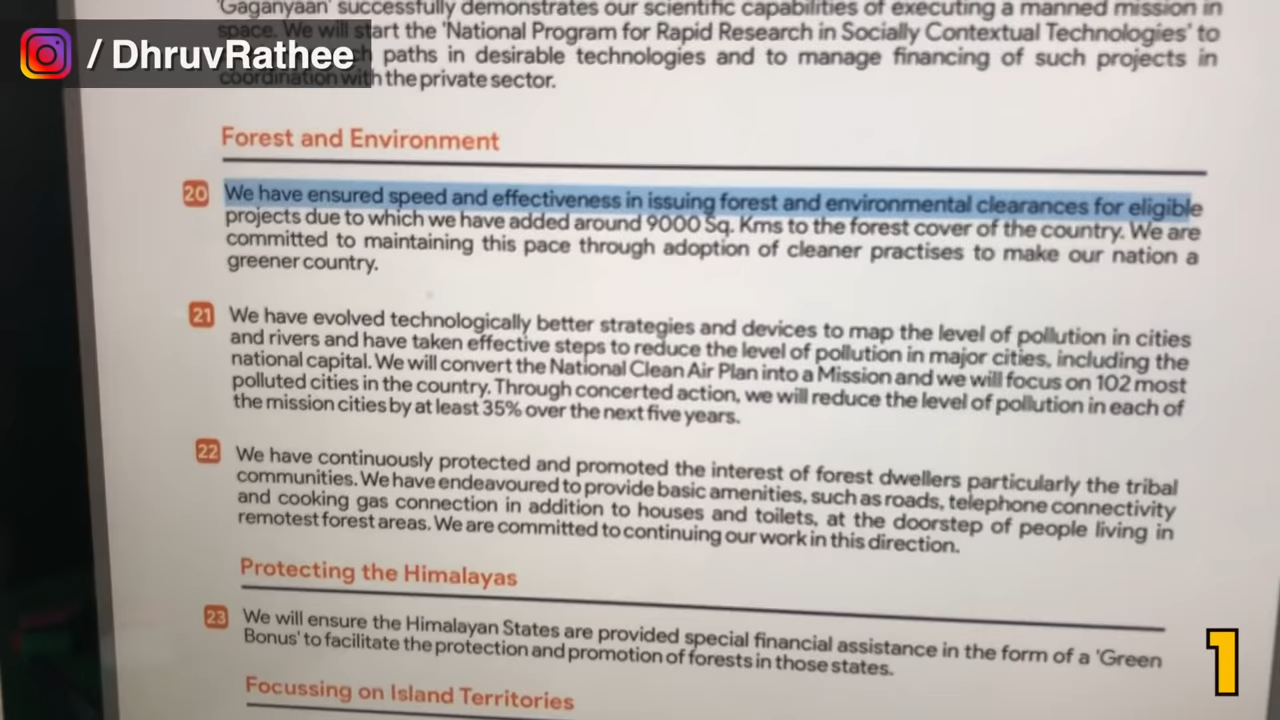 'Gaganyaan' successfully demonstrates our scientific capabilities of executing a manned mission in
space. We will start the 'National Program for Rapid Research in Socially Contextual Technologies' to
/ DhruvRathee
paths in desirable technologies and to manage financing of such projects in
coordination with the private sector.
Forest and Environment
20 We have ensured speed and effectiveness in issuing forest and environmental clearances for eligible
projects due to which we have added around 9000 Sq. Kms to the forest cover of the country. We are
committed to maintaining this pace through adoption of cleaner practises to make our nation a
greener country.
21 We have evolved technologically better strategies and devices to map the level of pollution in cities
and rivers and have taken effective steps to reduce the level of pollution in major cities, including the
national capital. We will convert the National Clean Air Plan into a Mission and we will focus on 102 most
polluted cities in the country. Through concerted action, we will reduce the level of pollution in each of
the mission cities by at least 35% over the next five years.
22 We have continuously protected and promoted the interest of forest dwellers particularly the tribal
communities. We have endeavoured to provide basic amenities, such as roads, telephone connectivity
and cooking gas connection in addition to houses and toilets, at the doorstep of people living in
remotest forest areas. We are committed to continuing our work in this direction.
Protecting the Himalayas
23 We will ensure the Himalayan States are provided special financial assistance in the form of a 'Green
Bonus' to facilitate the protection and promotion of forests in those states.
Focussing on Island Territories
1